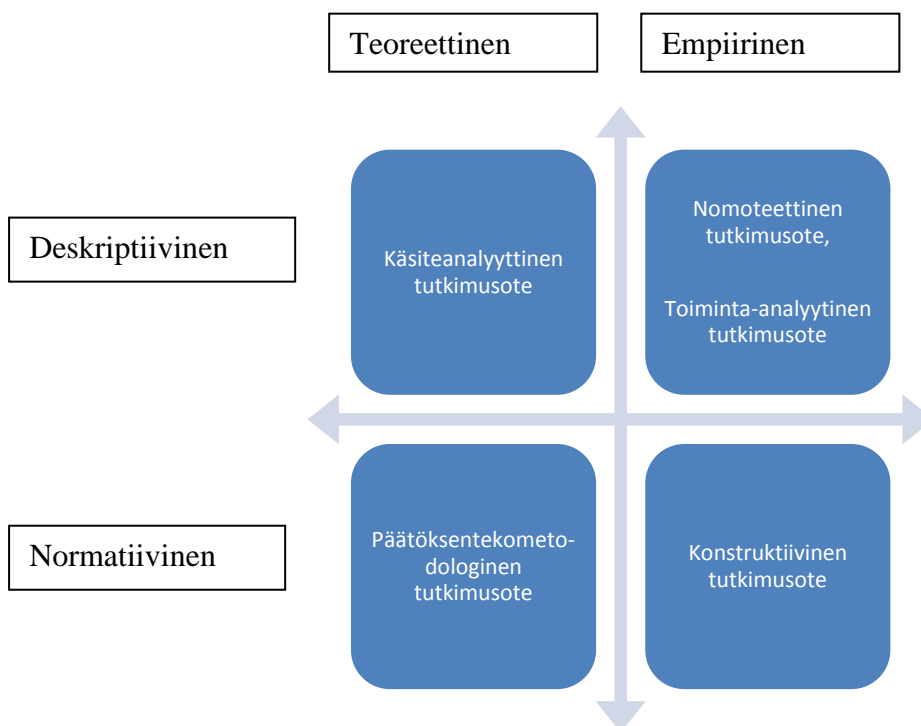 Teoreettinen
Empiirinen
Deskriptiivinen
Käsiteanalyyttinen
tutkimusote
Nomoteettinen
tutkimusote,
Toiminta-analyytinen
tutkimusote
Normatiivinen
Päätöksentekometo-
dologinen
tutkimusote
Konstruktiivinen
tutkimusote